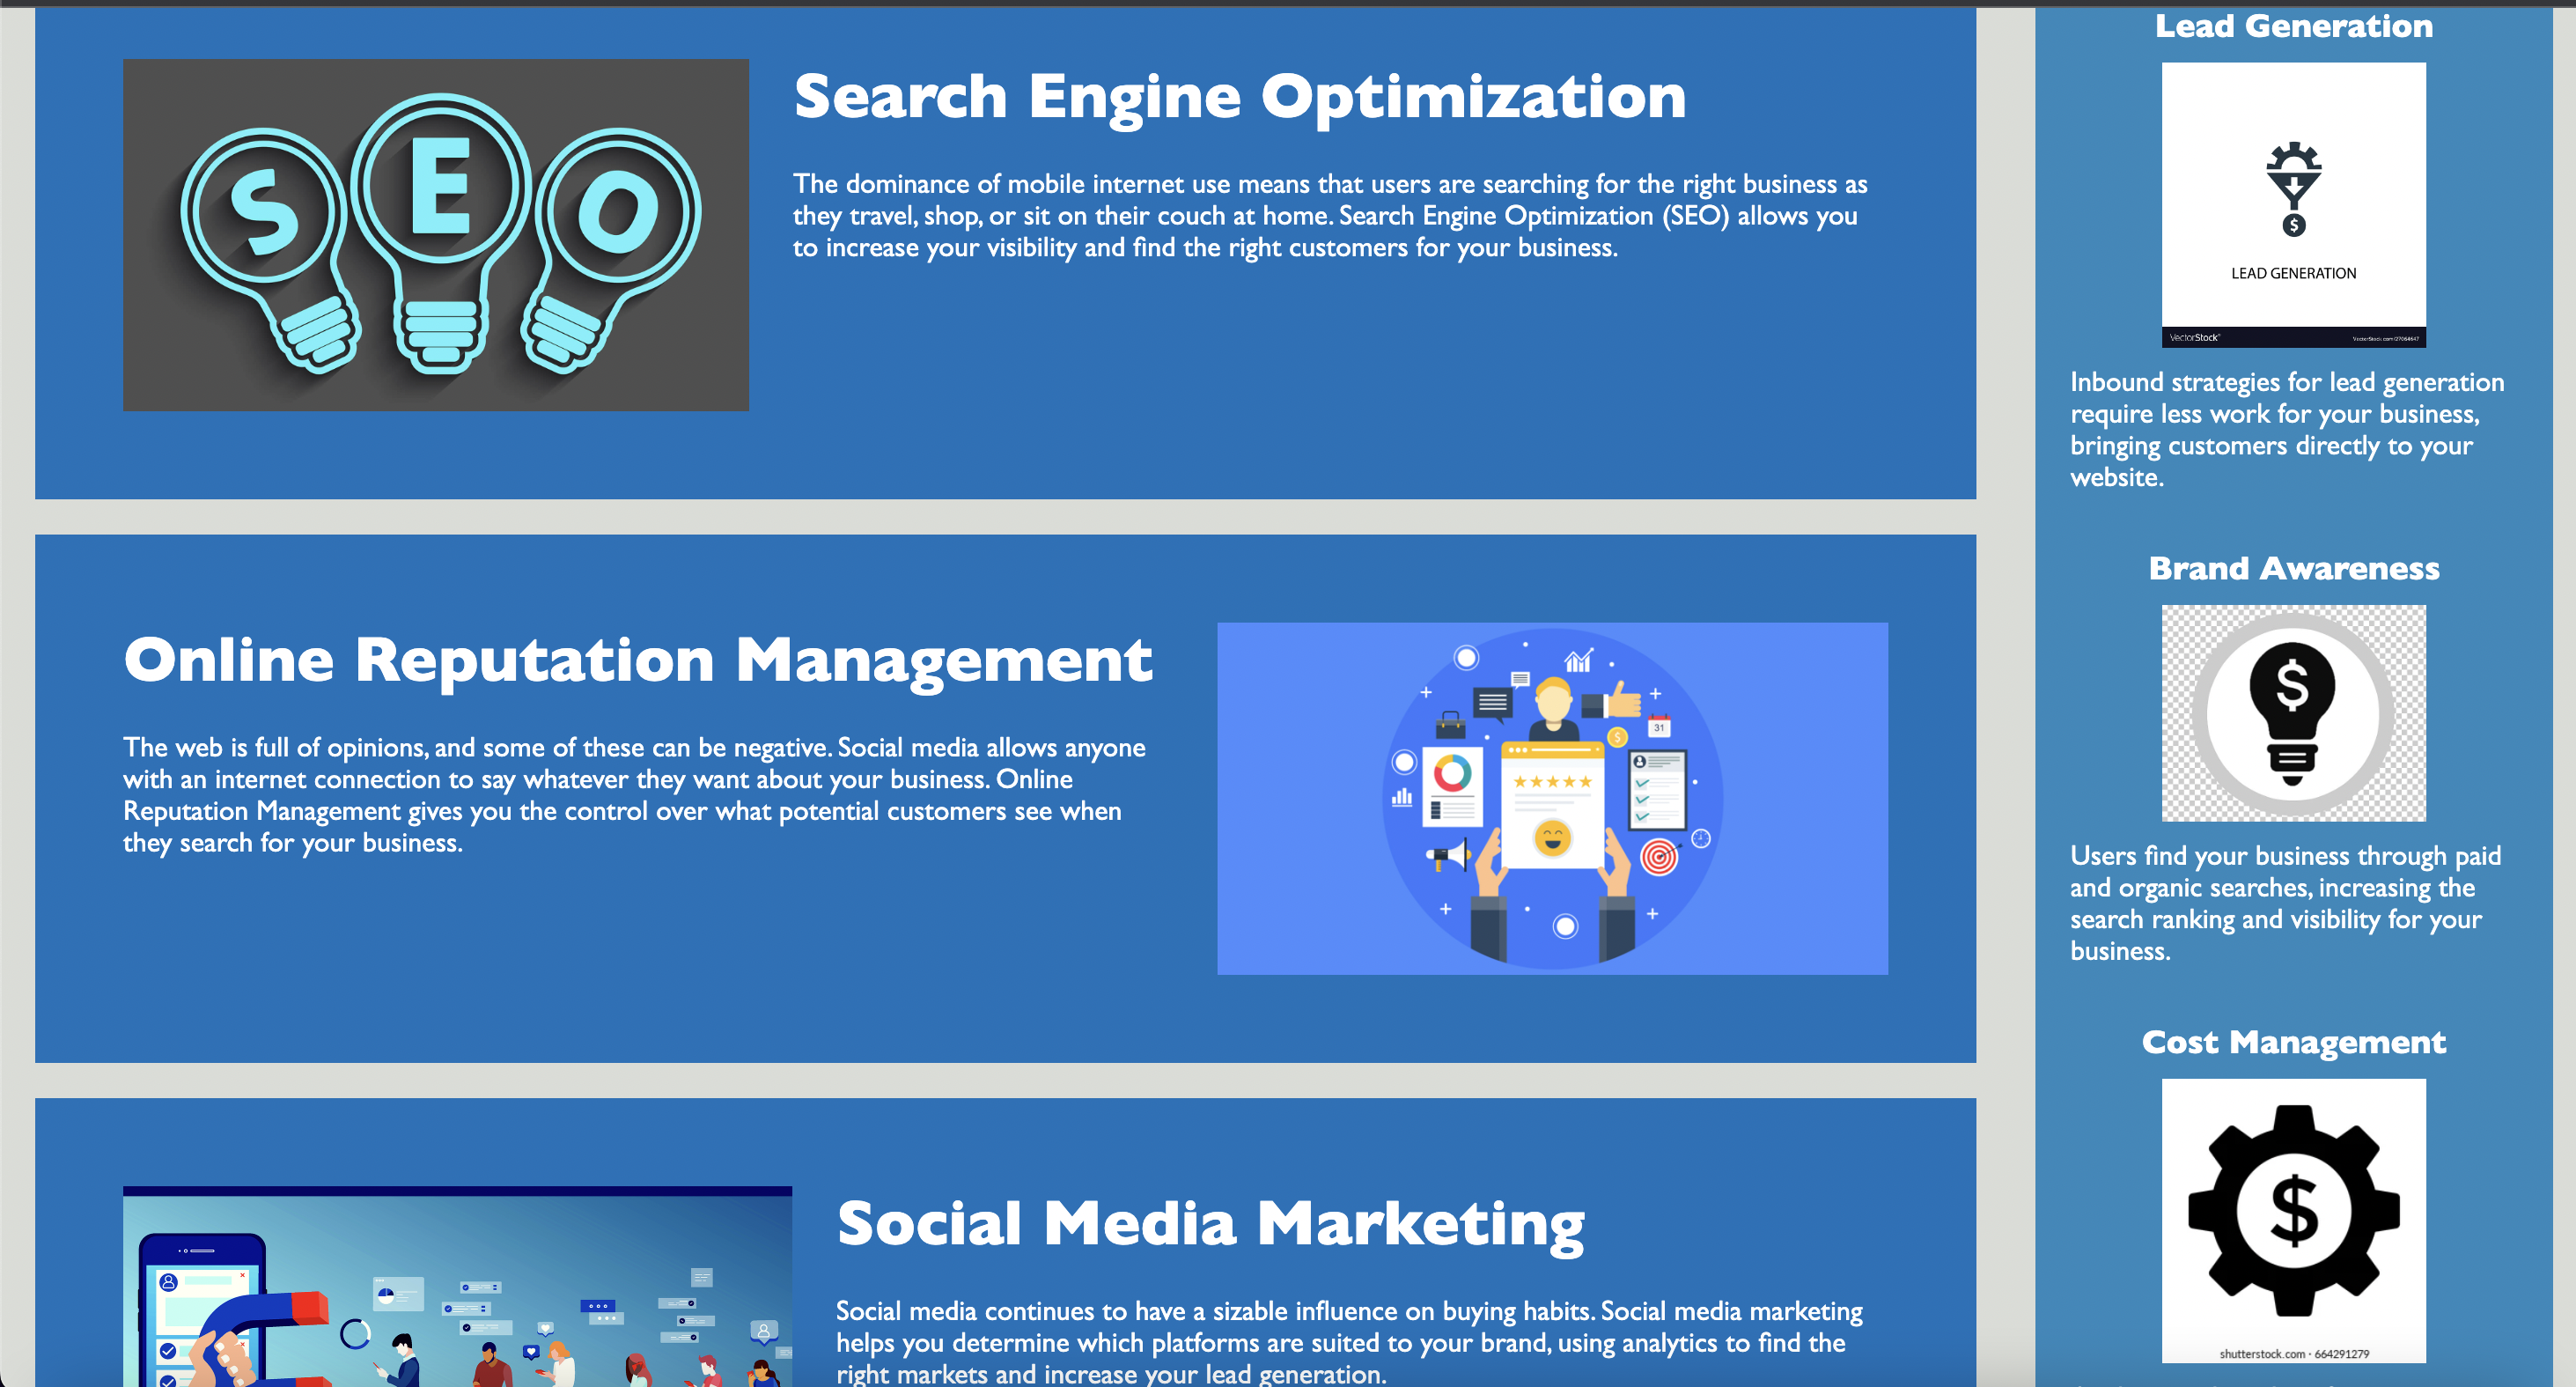 SEO
Search Engine Optimization
The dominance of mobile internet use means that users are searching for the right business as
they travel, shop, or sit on their couch at home. Search Engine Optimization (SEO) allows you
to increase your visibility and find the right customers for your business.
Online Reputation Management
The web is full of opinions, and some of these can be negative. Social media allows anyone
with an internet connection to say whatever they want about your business. Online
Reputation Management gives you the control over what potential customers see when
they search for your business.
31
$
Social Media Marketing
Social media continues to have a sizable influence on buying habits. Social media marketing
helps you determine which platforms are suited to your brand, using analytics to find the
right markets and increase your lead generation.
Lead Generation
$
LEAD GENERATION
VectorStock®
VectorStock.com/27064647
Inbound strategies for lead generation
require less work for your business,
bringing customers directly to your
website.
Brand Awareness
$
Users find your business through paid
and organic searches, increasing the
search ranking and visibility for your
business.
Cost Management
$
shutterstock.com • 664291279